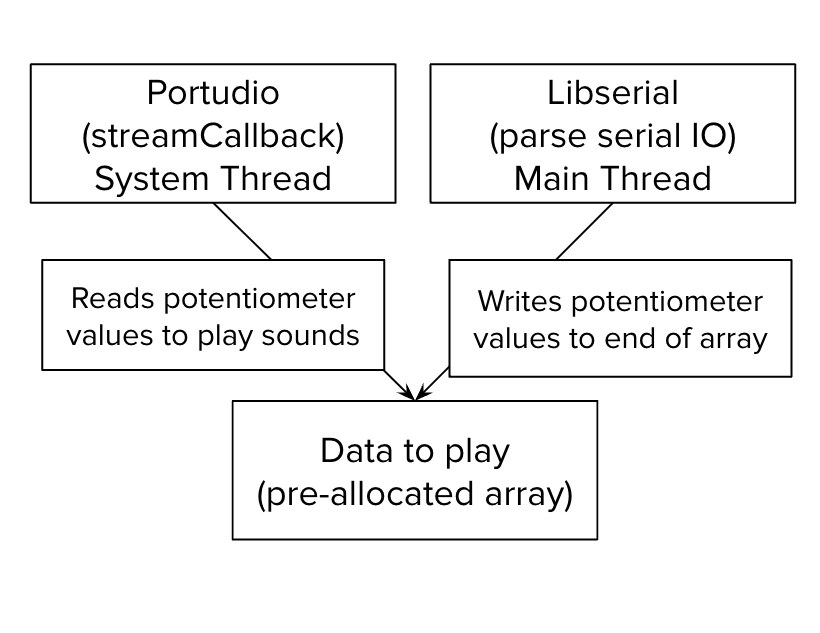 Portudio
(streamCallback)
System Thread
Libserial
(parse serial IO)
Main Thread
Reads potentiometer
values to play sounds
Writes potentiometer
values to end of array
Data to play
(pre-allocated array)